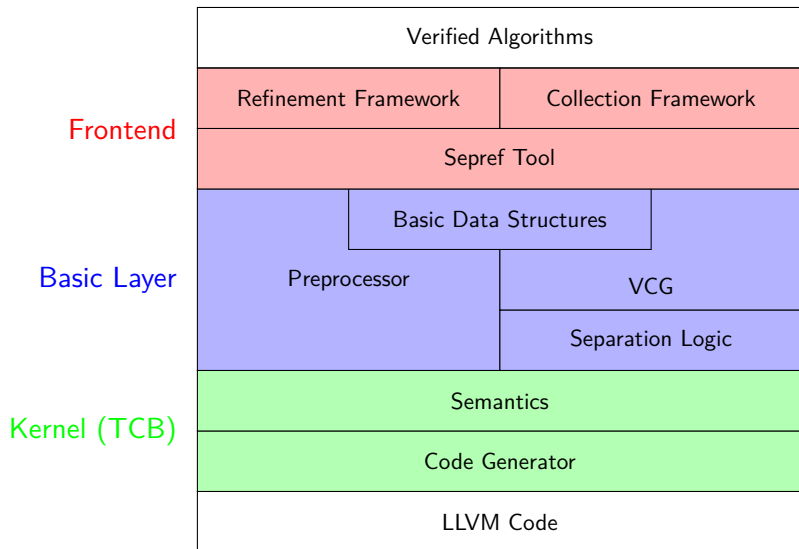 Verified Algorithms
Refinement Framework
Collection Framework
Frontend
Sepref Tool
Basic Data Structures
Basic Layer
Preprocessor
VCG
Separation Logic
Semantics
Kernel (TCB)
Code Generator
LLVM Code